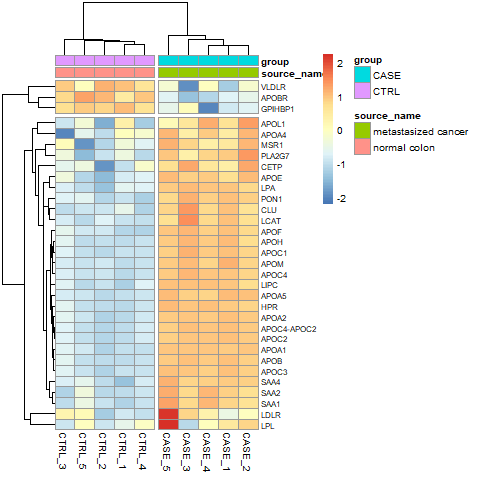 group
source_name
VLDLR
APOBR
GPIHBP1
APOL1
APOA4
MSR1
PLA2G7
CETP
APOE
LPA
PON1
CLU
LCAT
APOF
APOH
APOC1
APOM
APOC4
LIPC
APOA5
HPR
APOA2
APOC4-APOC2
APOC2
APOA1
APOB
APOC3
SAA4
SAA2
SAA1
LDLR
LPL
CTRL_3
CTRL_5
CTRL_2
CTRL_1
CTRL_4
CASE_5
CASE_3
CASE_4
CASE_1
CASE_2
2
1
0
-1
-2
group
CASE
CTRL
source_name
metastasized cancer
normal colon